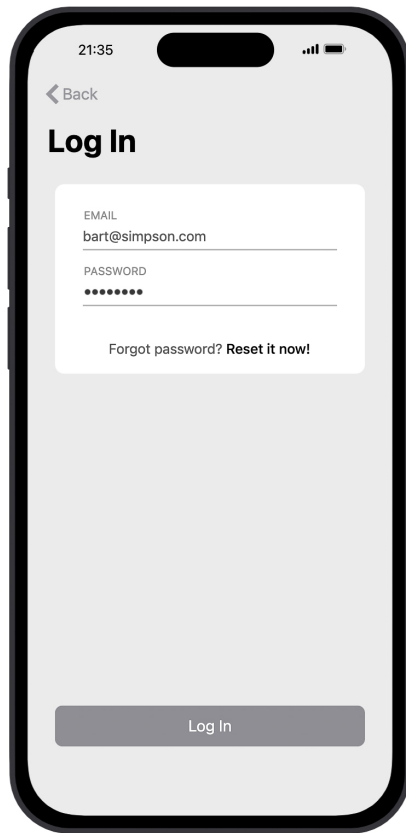 21:35
Back
Log In
EMAIL
bart@simpson.com
PASSWORD
••••••••
Forgot password? Reset it now!
Log In